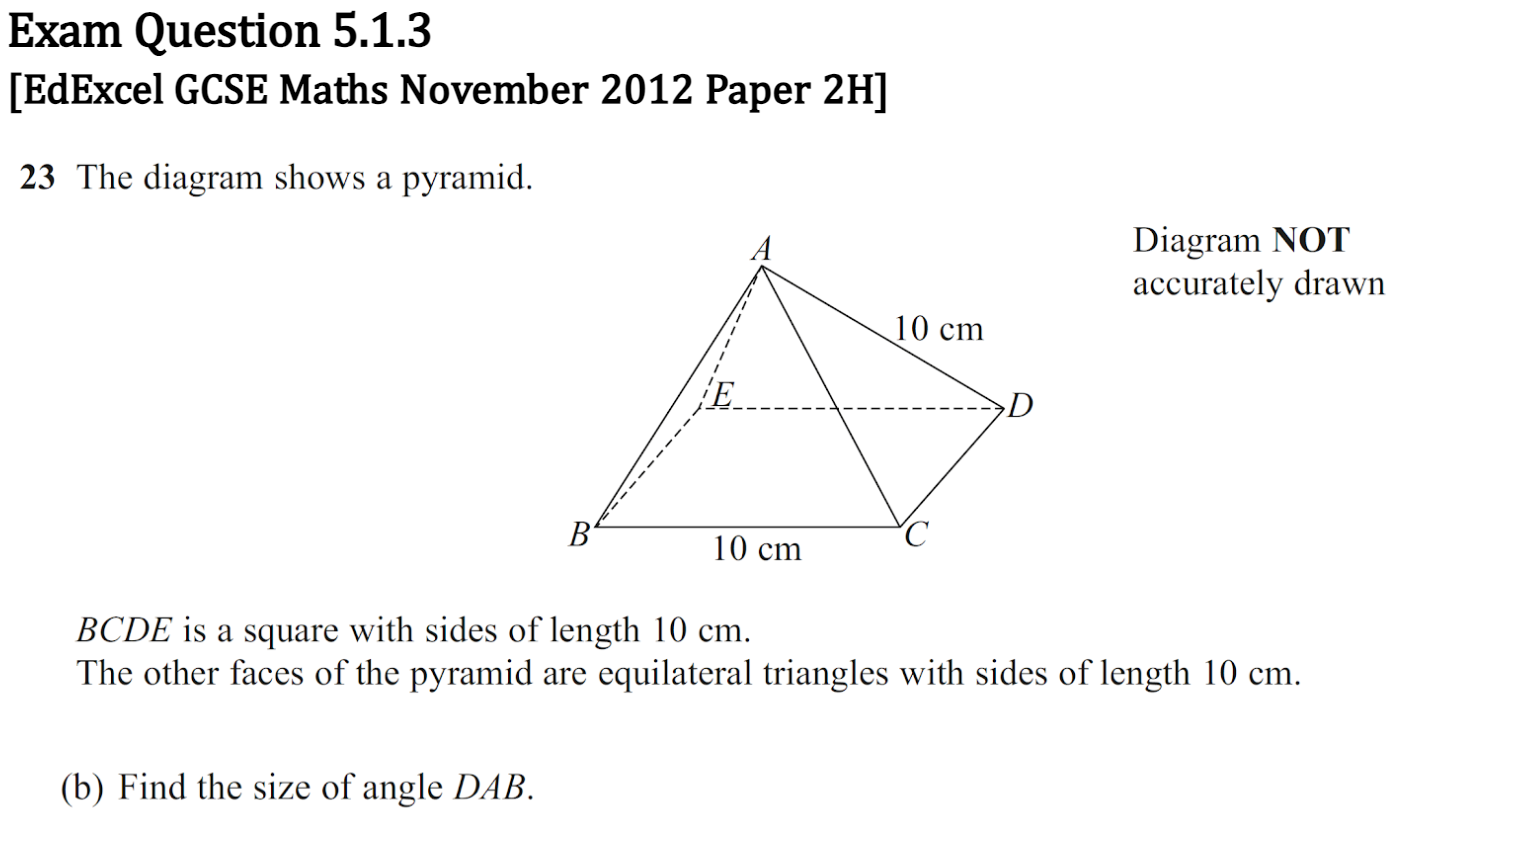 Exam Question 5.1.3
[EdExcel GCSE Maths November 2012 Paper 2H]
23 The diagram shows a pyramid.
Diagram NOT
accurately drawn
A
10 cm
E
D
B
C
10 cm
BCDE is a square with sides of length 10 cm.
The other faces of the pyramid are equilateral triangles with sides of length 10 cm.
(b) Find the size of angle DAB.